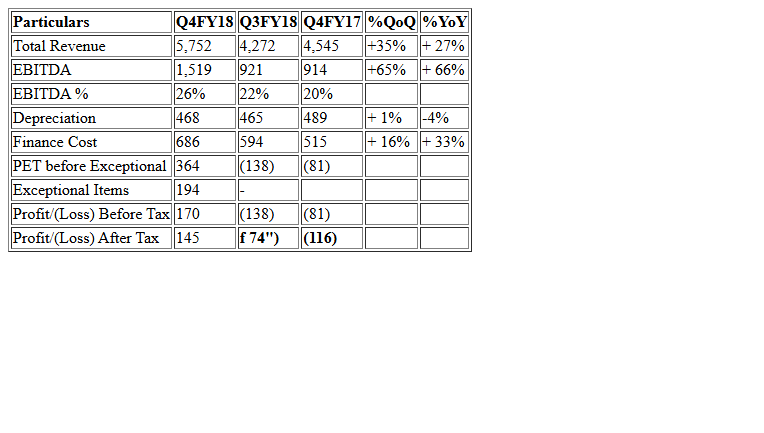 Particulars Q4FY18 Q3FY18 Q4FY17 %QoQ %YoY
Total Revenue 5,752 4,272 4,545 +35% + 27%
EBITDA 1,519 921 914 +65% + 66%
EBITDA % 26% 22% 20%
Depreciation 468 465 489 + 1% -4%
Finance Cost 686 594 515 + 16% + 33%
PET before Exceptional 364 (138) (81)
Exceptional Items 194 -
Profit/(Loss) Before Tax 170 (138) (81)
Profit/(Loss) After Tax 145 f 74") (116)